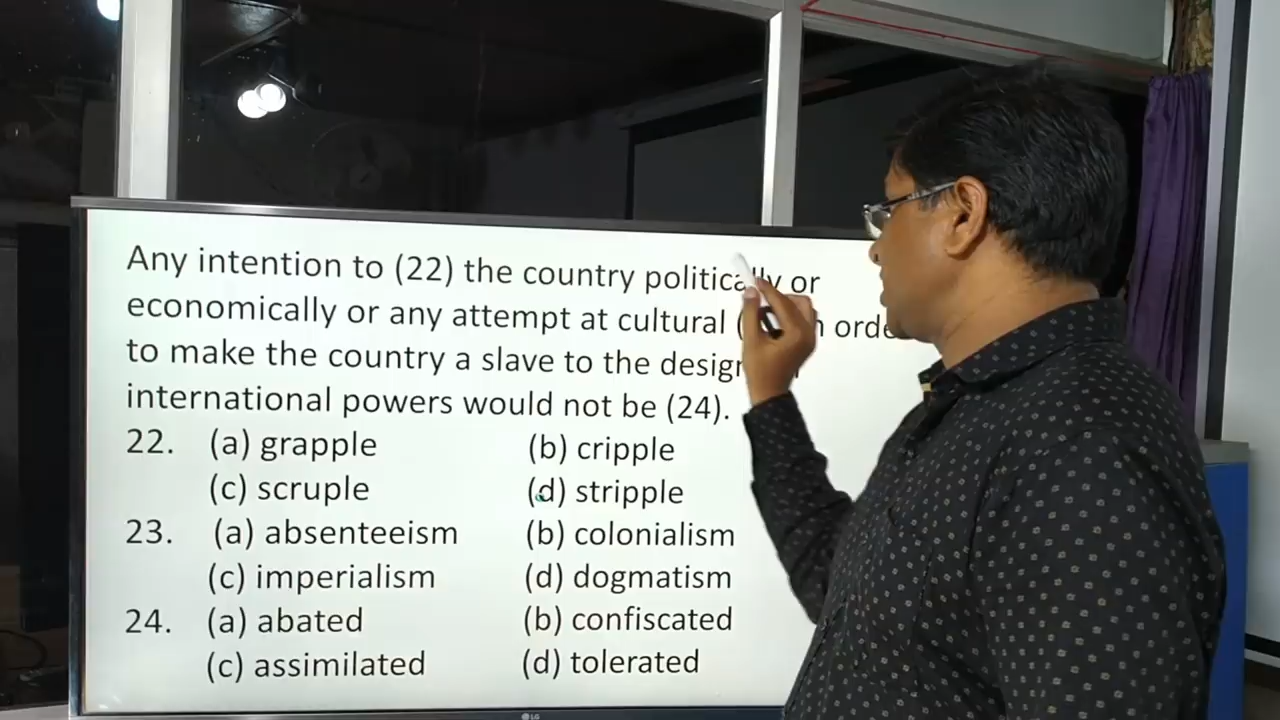 Any intention to (22) the country politically or
economically or any attempt at cultural
to make the country a slave to the
international powers would not be (24).
22. (a) grapple (b) cripple
(c) scruple (d) stripple
23. (a) absenteeism (b) colonialism
(c) imperialism (d) dogmatism
24. (a) abated (b) confiscated
(c) assimilated (d) tolerated
LG